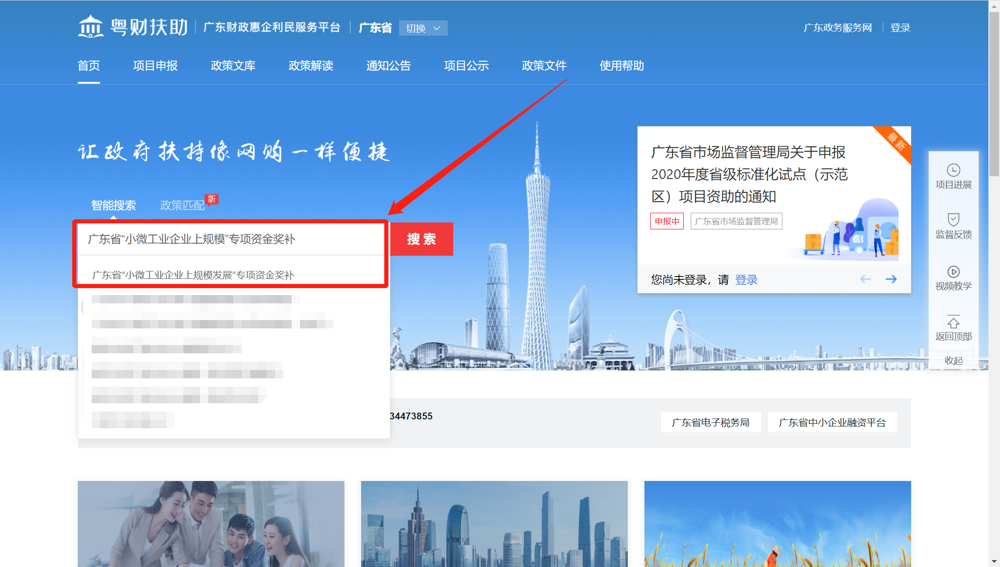 粤财扶助 广东财政惠企利民服务平台 广东省 切换
广东政务服务网 登录
首页 项目申报 政策文库 政策解读 通知公告 项目公示 政策文件 使用帮助
让政府扶持像网购一样便捷
智能搜索 政策匹配 新
广东省“小微工业企业上规模”专项资金奖补 搜 索
广东省“小微工业企业上规模发展”专项资金奖补
最新
广东省市场监督管理局关于申报
2020年度省级标准化试点（示范
区）项目资助的通知
申报中 广东省市场监督管理局
您尚未登录，请 登录
项目进展
监督反馈
视频教学
返回顶部
收起
34473855
广东省电子税务局 广东省中小企业融资平台